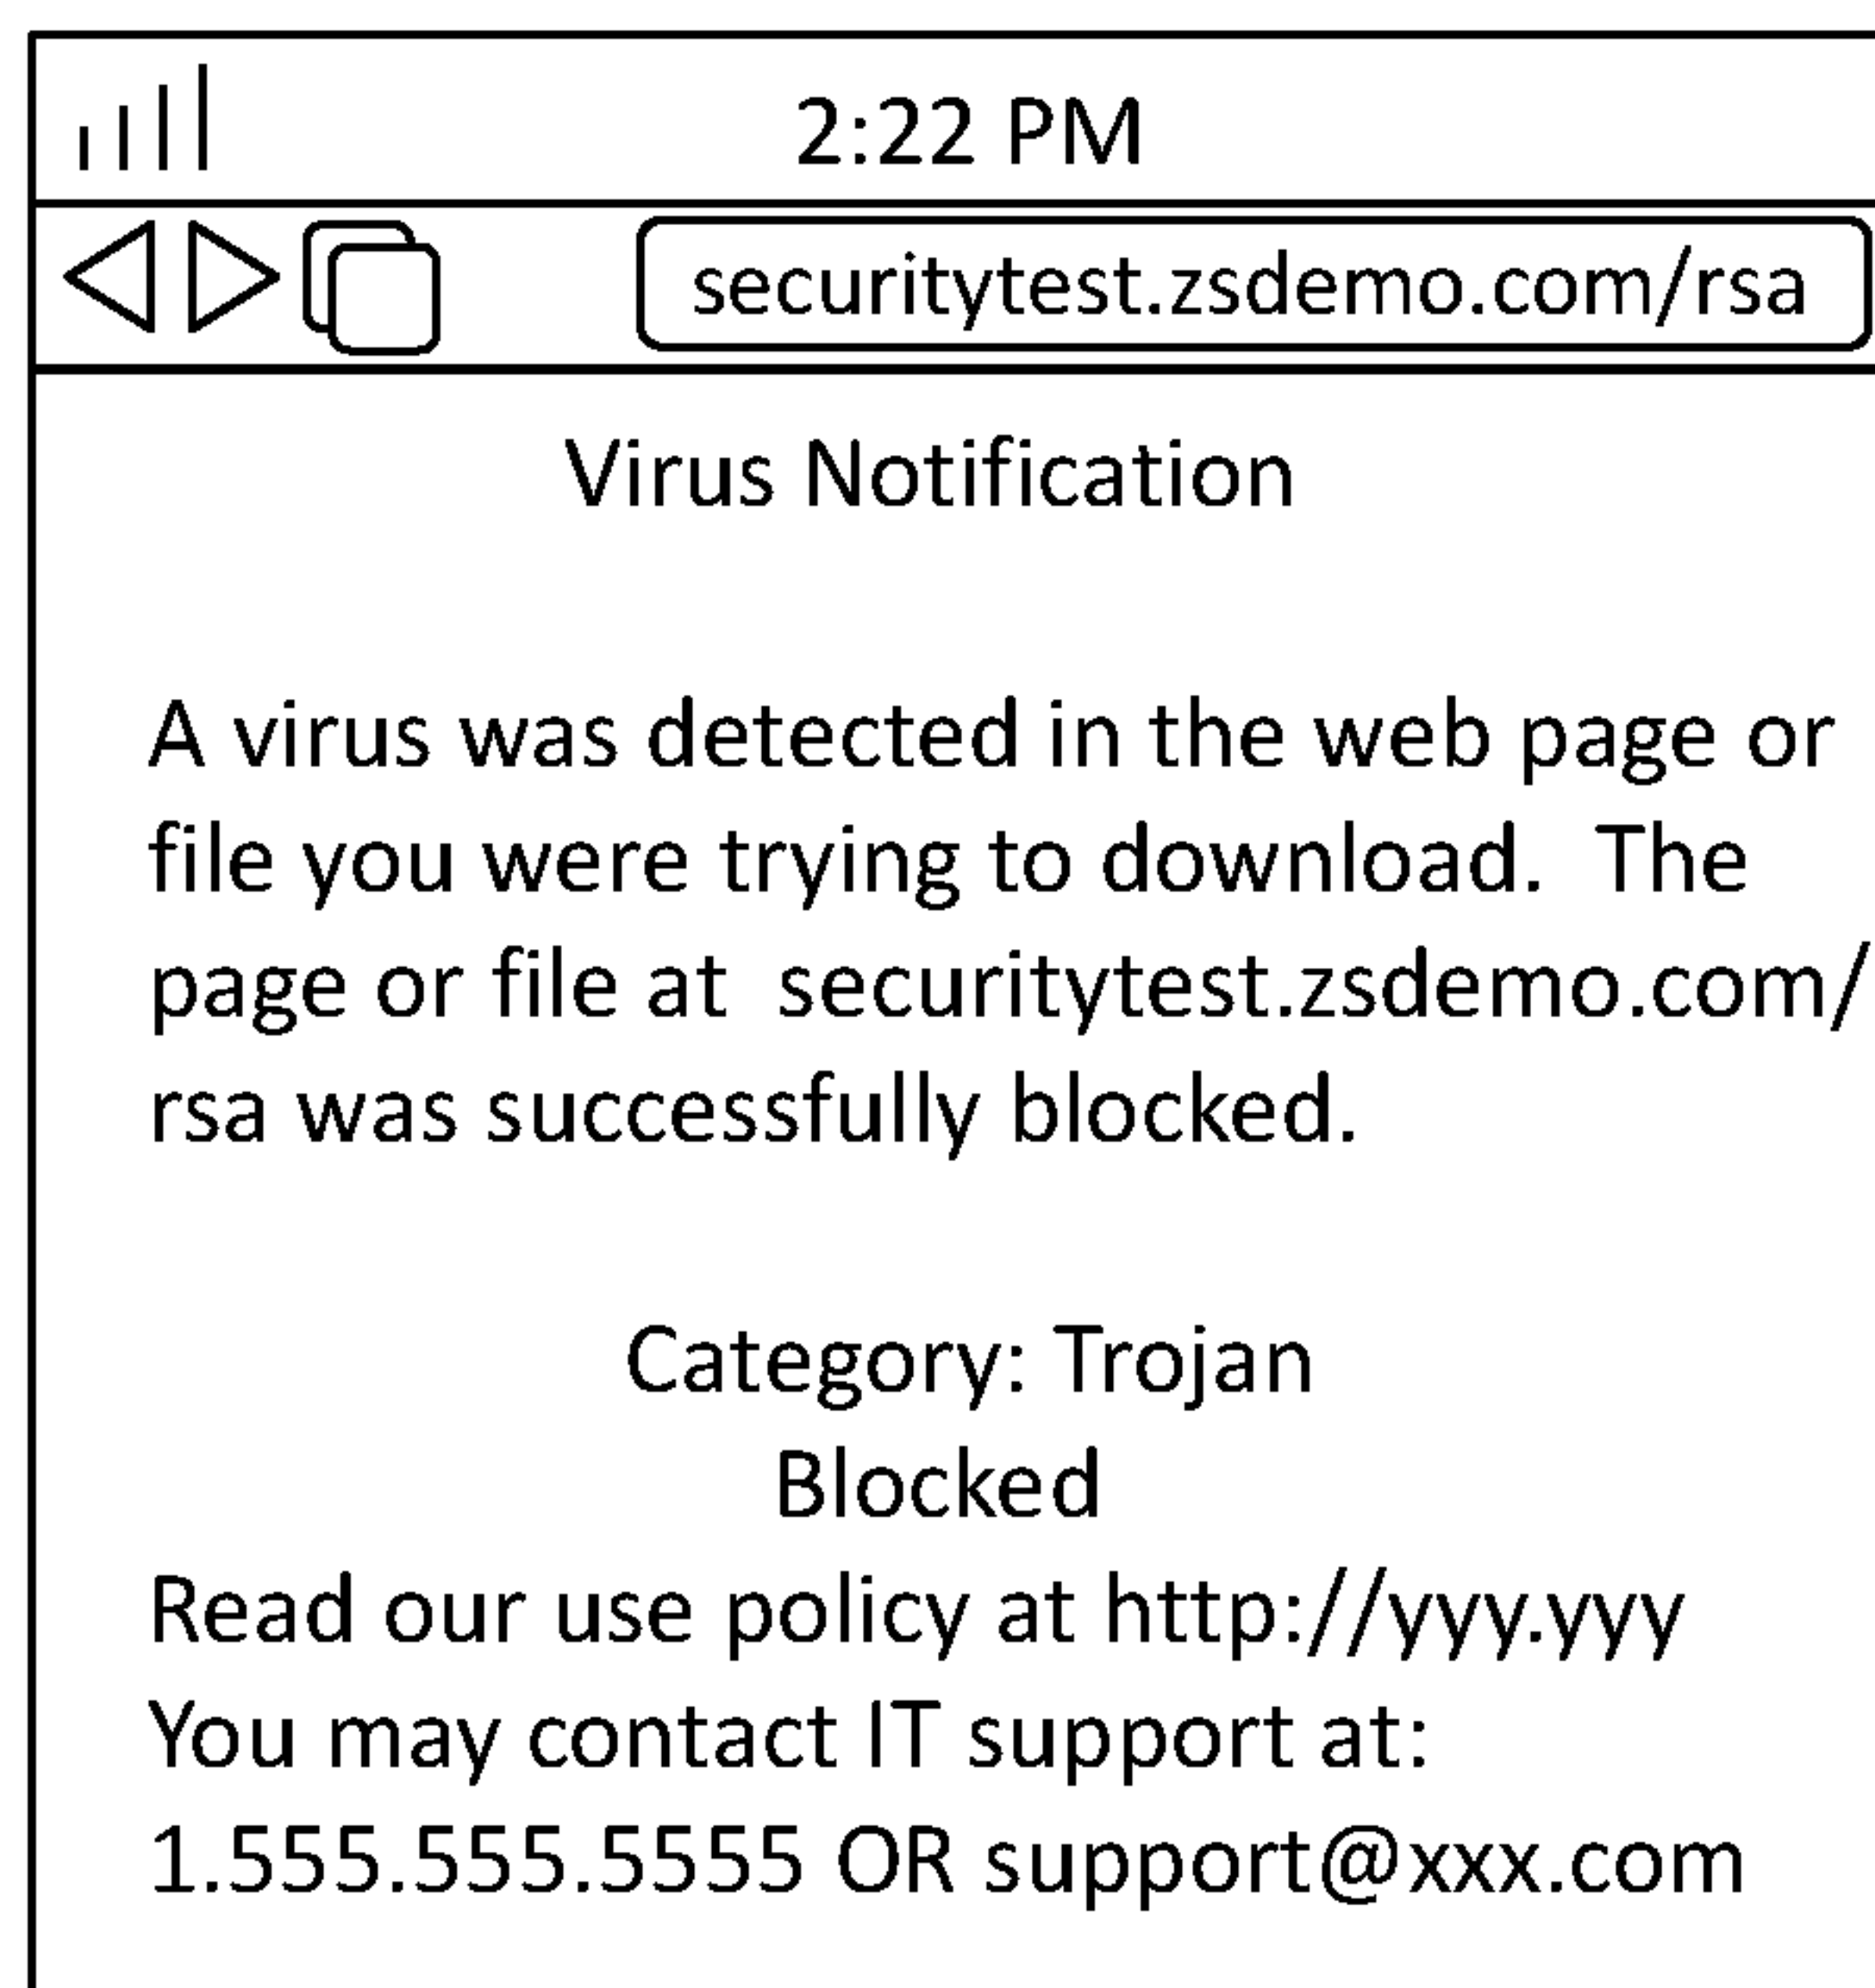 2:22 PM
securitytest.zsdemo.com/rsa
Virus Notification
A virus was detected in the web page or
file you were trying to download.  The
page or file at  securitytest.zsdemo.com/
rsa was successfully blocked.
Category: Trojan
Blocked
Read our use policy at http://yyy.yyy
You may contact IT support at:
1.555.555.5555 OR support@xxx.com